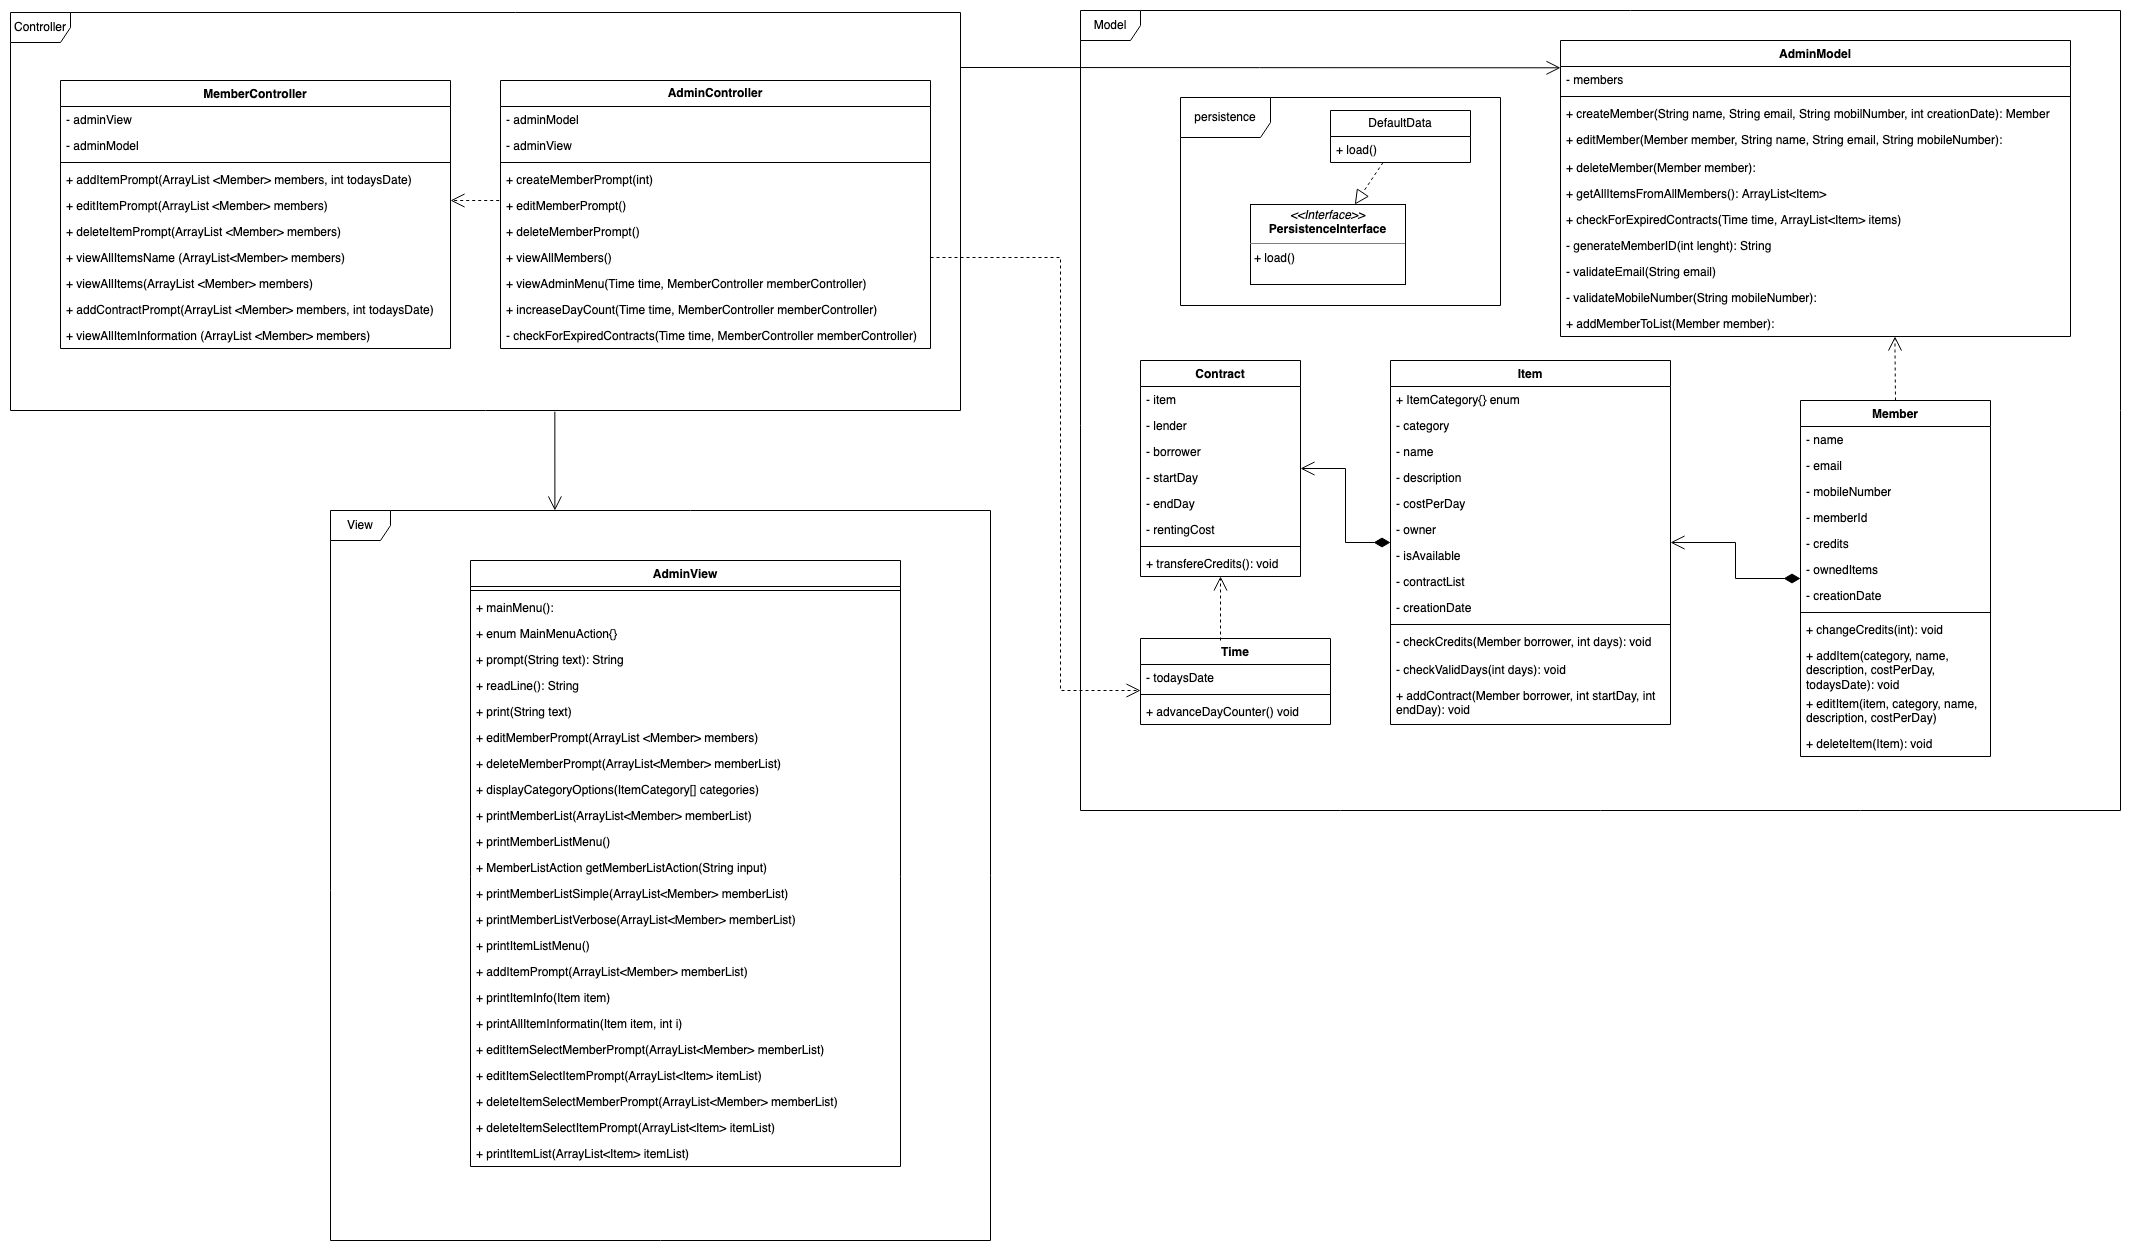 Controller
MemberController
- adminView
- adminModel
+ addItemPrompt(ArrayList <Member> members, int todaysDate)
+ editItemPrompt(ArrayList <Member> members)
+ deleteItemPrompt(ArrayList <Member> members)
+ viewAllItemsName (ArrayList<Member> members)
+ viewAllItems(ArrayList <Member> members)
+ addContractPrompt(ArrayList <Member> members, int todaysDate)
+ viewAllItemInformation (ArrayList <Member> members)
AdminController
- adminModel
- adminView
+ createMemberPrompt(int)
+ editMemberPrompt()
+ deleteMemberPrompt()
+ viewAllMembers()
+ viewAdminMenu(Time time, MemberController memberController)
+ increaseDayCount(Time time, MemberController memberController)
- checkForExpiredContracts(Time time, MemberController memberController)
Model
persistence
DefaultData
+ load()
<<Interface>>
PersistenceInterface
+ load()
AdminModel
- members
+ createMember(String name, String email, String mobilNumber, int creationDate): Member
+ editMember(Member member, String name, String email, String mobileNumber):
+ deleteMember(Member member):
+ getAllItemsFromAllMembers(): ArrayList<Item>
+ checkForExpiredContracts(Time time, ArrayList<Item> items)
- generateMemberID(int lenght): String
- validateEmail(String email)
- validateMobileNumber(String mobileNumber):
+ addMemberToList(Member member):
Contract
- item
- lender
- borrower
- startDay
- endDay
- rentingCost
+ transfereCredits(): void
Item
+ ItemCategory{} enum
- category
- name
- description
- costPerDay
- owner
- isAvailable
- contractList
- creationDate
- checkCredits(Member borrower, int days): void
- checkValidDays(int days): void
+ addContract(Member borrower, int startDay, int
endDay): void
Member
- name
- email
- mobileNumber
- memberId
- credits
- ownedItems
- creationDate
+ changeCredits(int): void
+ addItem(category, name,
description, costPerDay,
todaysDate): void
+ editItem(item, category, name,
description, costPerDay)
+ deleteItem(Item): void
Time
- todaysDate
+ advanceDayCounter() void
View
AdminView
+ mainMenu():
+ enum MainMenuAction{}
+ prompt(String text): String
+ readLine(): String
+ print(String text)
+ editMemberPrompt(ArrayList <Member> members)
+ deleteMemberPrompt(ArrayList<Member> memberList)
+ displayCategoryOptions(ItemCategory[] categories)
+ printMemberList(ArrayList<Member> memberList)
+ printMemberListMenu()
+ MemberListAction getMemberListAction(String input)
+ printMemberListSimple(ArrayList<Member> memberList)
+ printMemberListVerbose(ArrayList<Member> memberList)
+ printItemListMenu()
+ addItemPrompt(ArrayList<Member> memberList)
+ printItemInfo(Item item)
+ printAllItemInformatin(Item item, int i)
+ editItemSelectMemberPrompt(ArrayList<Member> memberList)
+ editItemSelectItemPrompt(ArrayList<Item> itemList)
+ deleteItemSelectMemberPrompt(ArrayList<Member> memberList)
+ deleteItemSelectItemPrompt(ArrayList<Item> itemList)
+ printItemList(ArrayList<Item> itemList)